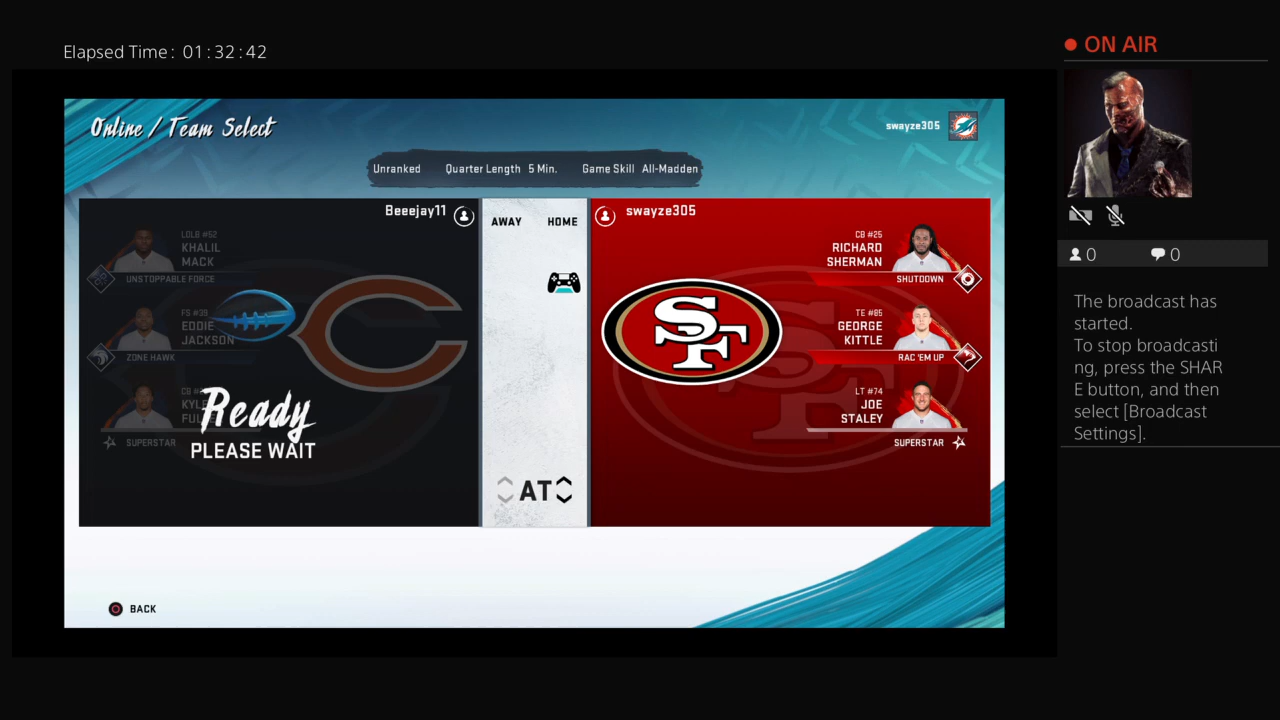 Elapsed Time: 01:32:42
ON AIR
Online / Team Select
swayze305
Unranked Quarter Length 5 Min. Game Skill All-Madden
Beeejay11
AWAY HOME
swayze305
LOLB #52
KHALIL
MACK
UNSTOPPABLE FORCE
FS #39
EDDIE
JACKSON
ZONE HAWK
SUPERSTAR
Ready
PLEASE WAIT
AT
CB #25
RICHARD
SHERMAN
SHUTDOWN
TE #85
GEORGE
KITTLE
RAC 'EM UP
LT #74
JOE
STALEY
SUPERSTAR
SF
BACK
0 0
The broadcast has
started.
To stop broadcasti
ng, press the SHAR
E button, and then
select [Broadcast
Settings].